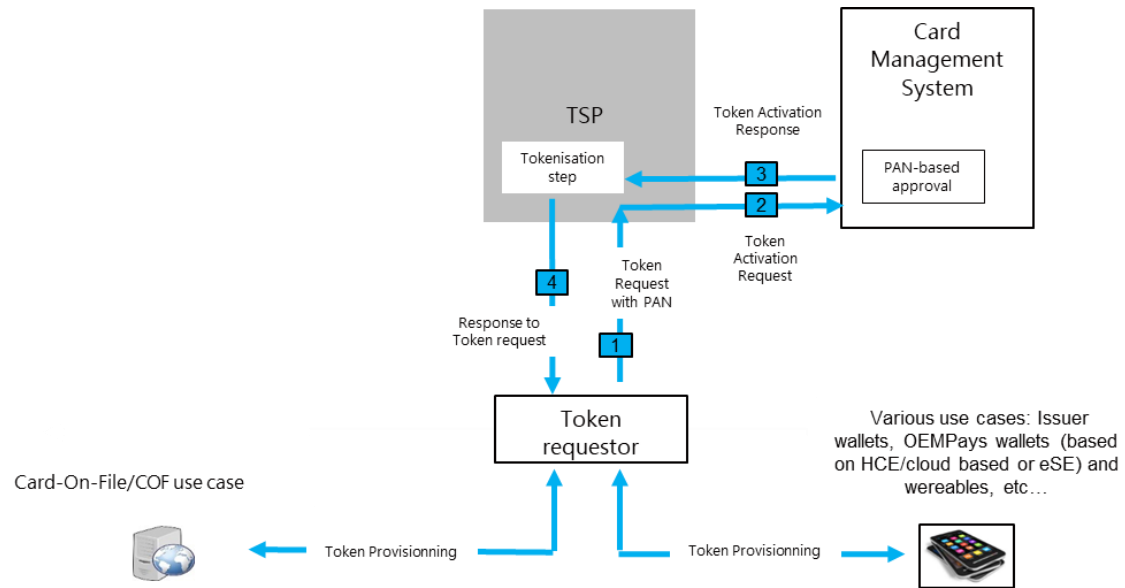 Card
Management
System
TSP
Token Activation
Response
Tokenisation
step
PAN-based
approval
3
2
Token
Activation
Request
Token
Request
with PAN
4
Response to
Token request
1
Token
requestor
Various use cases: Issuer
wallets, OEMPays wallets (based
on HCE/cloud based or eSE) and
wereables, etc…
Card-On-File/COF use case
Token Provisionning
Token Provisionning